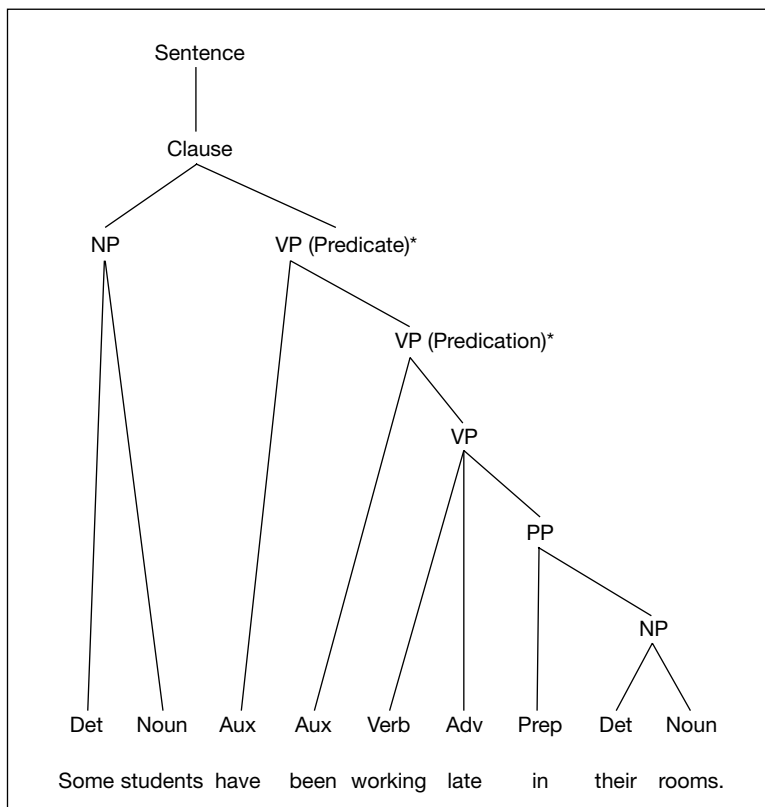 Sentence
Clause
NP VP (Predicate)*
VP (Predication)*
VP
PP
NP
Det Noun Aux Aux Verb Adv Prep Det Noun
Some students have been working late in their rooms.